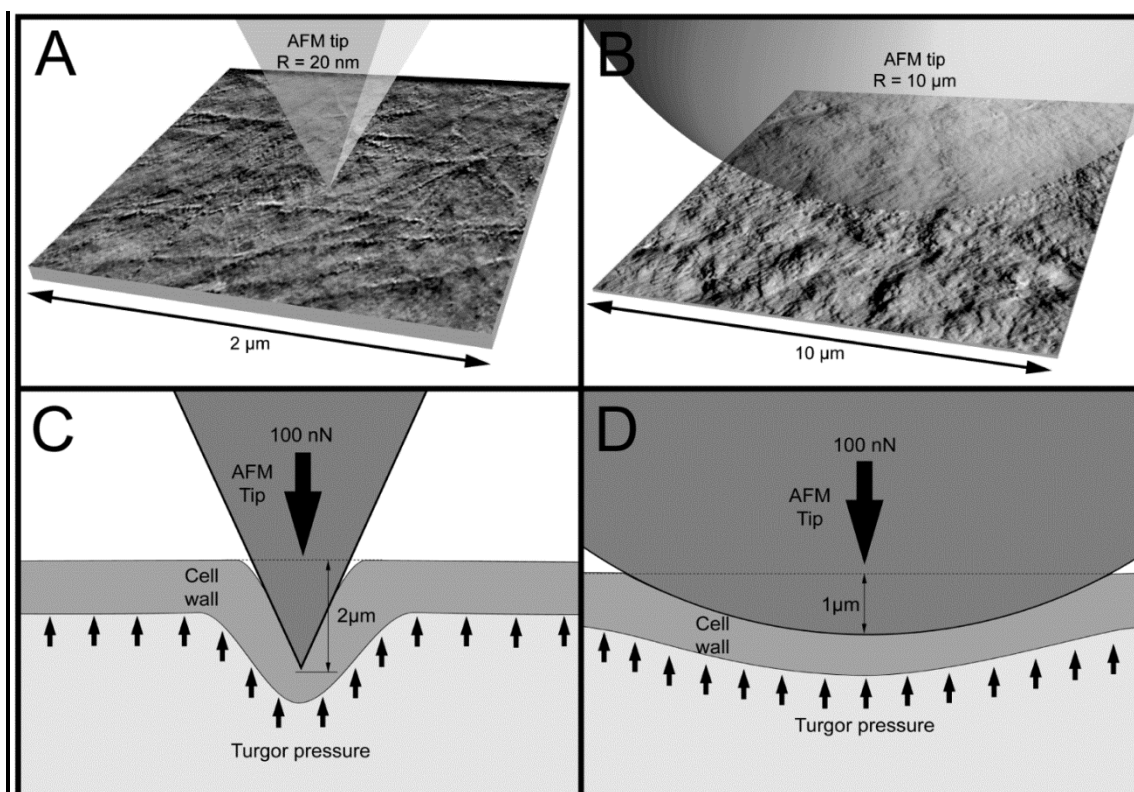 A
AFM tip
R = 20 nm
2 µm
B
AFM tip
R = 10 µm
10 µm
C
100 nN
AFM
Tip
Cell
wall
2µm
Turgor pressure
D
100 nN
AFM
Tip
1µm
Cell
wall
Turgor pressure